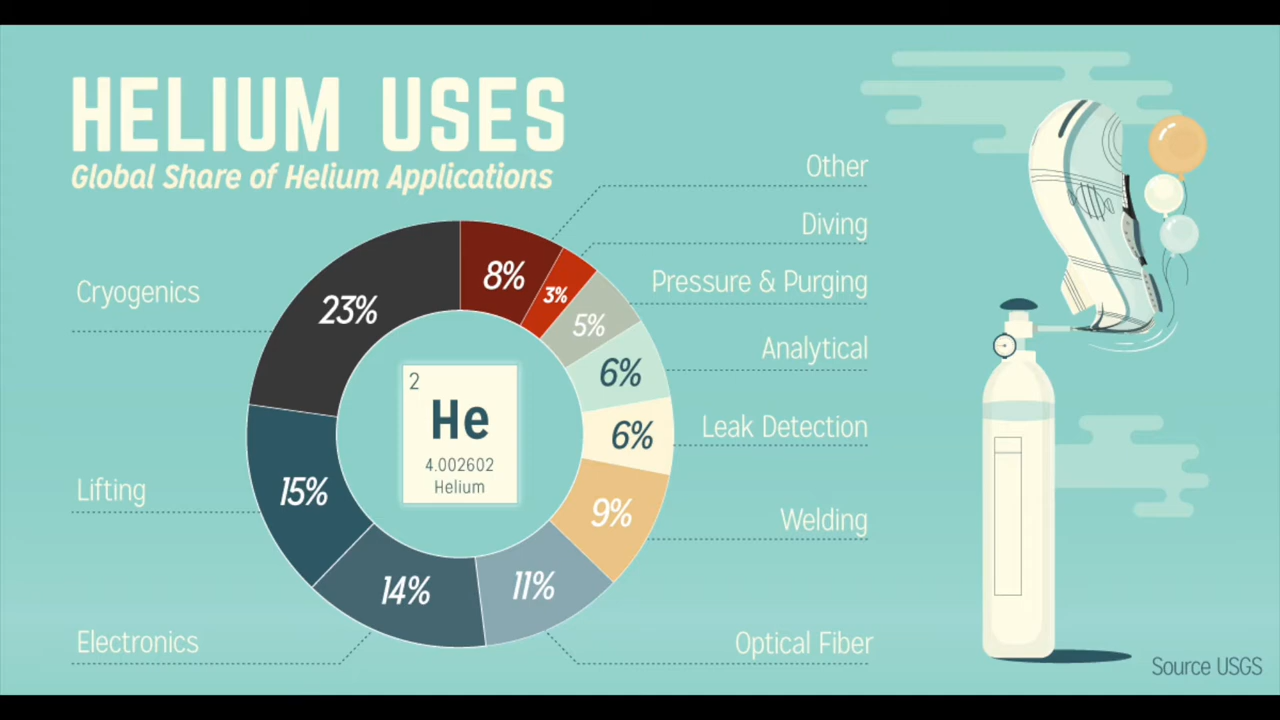 HELIUM USES
Global Share of Helium Applications
Other
Diving
Pressure & Purging
Analytical
Leak Detection
Welding
Optical Fiber
Electronics
Lifting
Cryogenics
8%
3%
5%
6%
6%
9%
11%
14%
15%
23%
2
He
4.002602
Helium
Source USGS